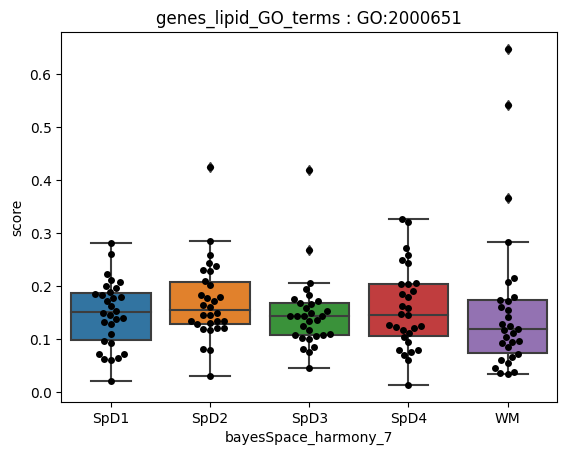 genes_lipid_GO_terms : GO:2000651
0.6
0.5
0.4
0.3
0.2
0.1
0.0
score
SpD1 SpD2 SpD3 SpD4 WM
bayesSpace_harmony_7